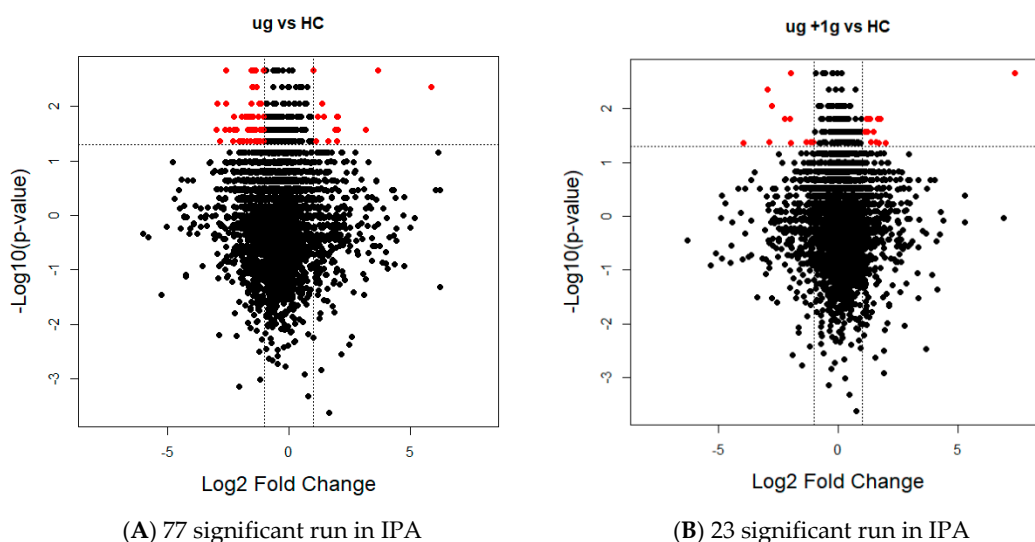 ug vs HC
-Log10(p-value)
2
1
0
-1
-2
-3
-5
0
5
Log2 Fold Change
(A) 77 significant run in IPA
ug +1g vs HC
-Log10(p-value)
2
1
0
-1
-2
-3
-5
0
5
Log2 Fold Change
(B) 23 significant run in IPA